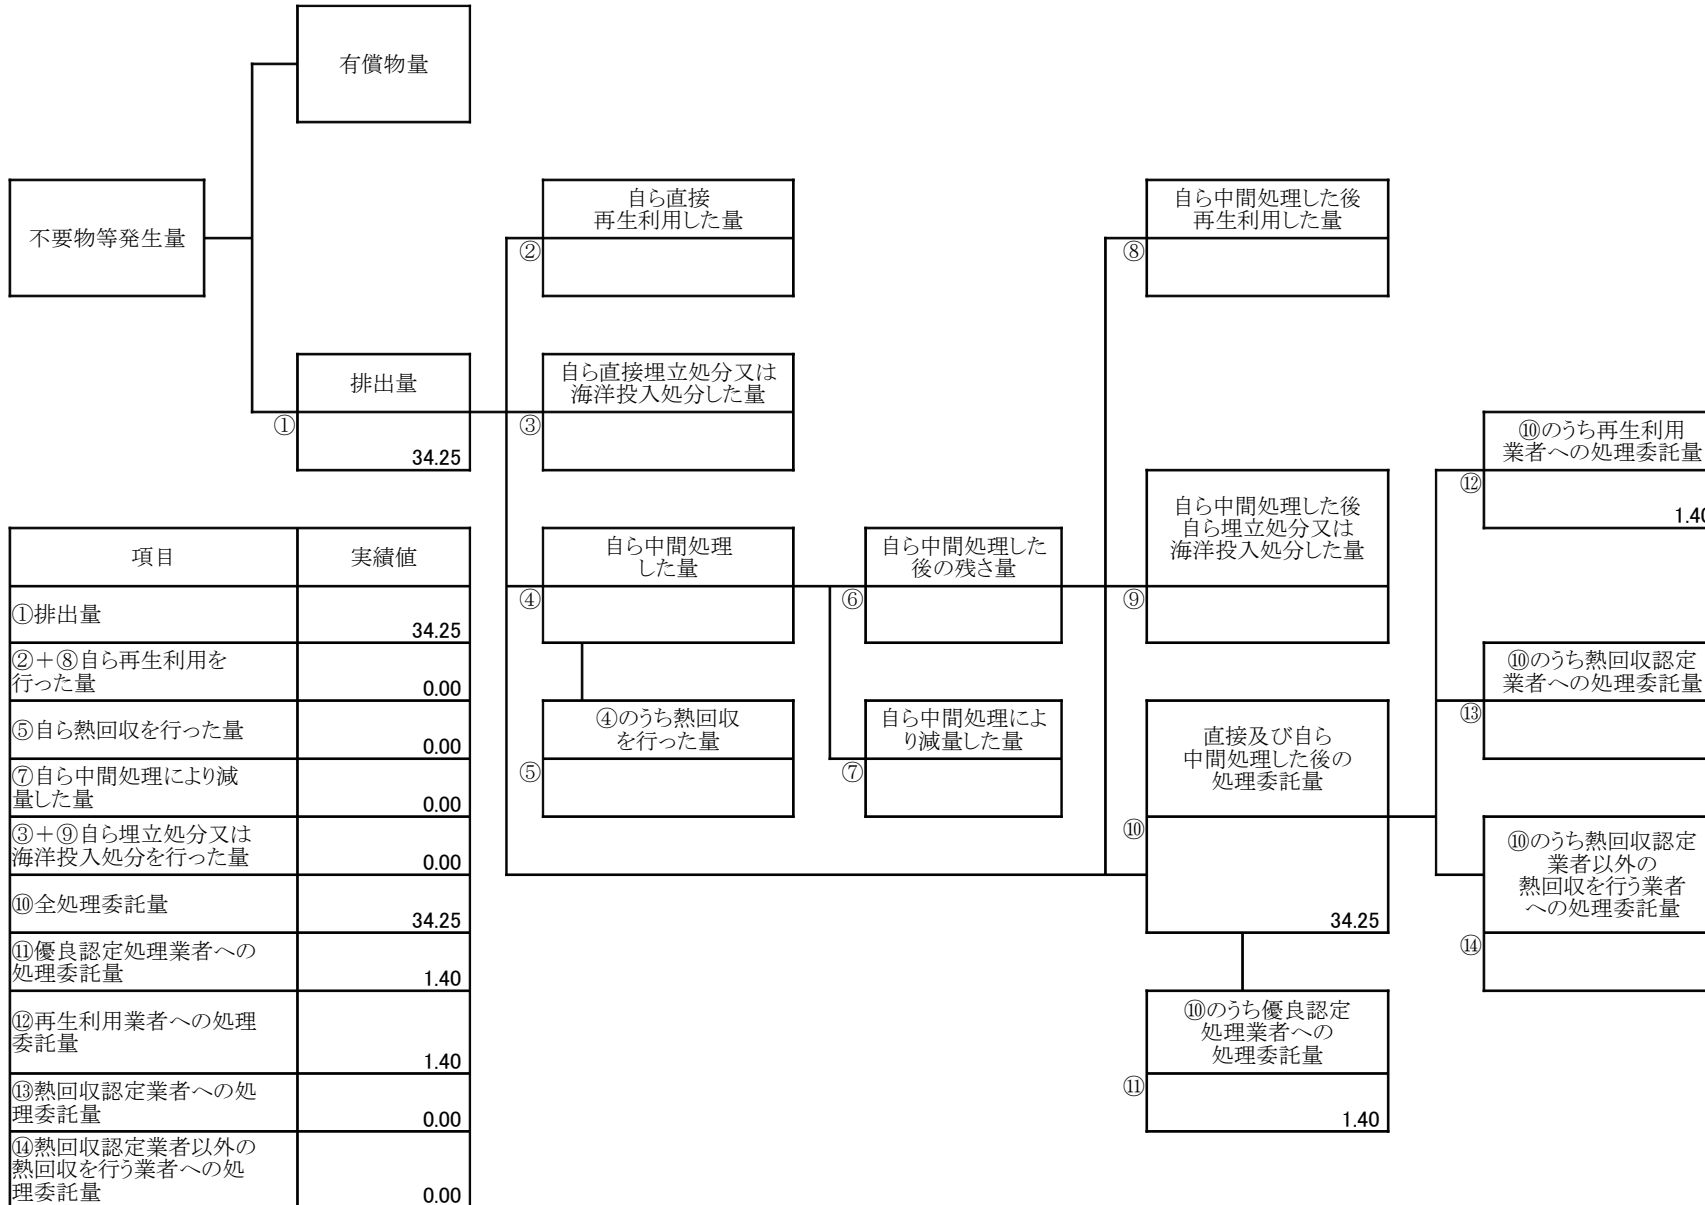 有償物量
不要物等発生量
自ら直接
再生利用した量
②
自ら中間処理した後
再生利用した量
⑧
排出量
①
34.25
自ら直接埋立処分又は
海洋投入処分した量
③
⑩のうち再生利用
業者への処理委託量
⑫
1.40
自ら中間処理した後
自ら埋立処分又は
海洋投入処分した量
⑨
自ら中間処理
した量
④
自ら中間処理した
後の残さ量
⑥
⑩のうち熱回収認定
業者への処理委託量
⑬
④のうち熱回収
を行った量
⑤
自ら中間処理によ
り減量した量
⑦
直接及び自ら
中間処理した後の
処理委託量
⑩
34.25
⑩のうち熱回収認定
業者以外の
熱回収を行う業者
への処理委託量
⑭
⑩のうち優良認定
処理業者への
処理委託量
⑪
1.40
項目 実績値
①排出量
34.25
②+⑧自ら再生利用を
行った量
0.00
⑤自ら熱回収を行った量
0.00
⑦自ら中間処理により減
量した量
0.00
③+⑨自ら埋立処分又は
海洋投入処分を行った量
0.00
⑩全処理委託量
34.25
⑪優良認定処理業者への
処理委託量
1.40
⑫再生利用業者への処理
委託量
1.40
⑬熱回収認定業者への処
理委託量
0.00
⑭熱回収認定業者以外の
熱回収を行う業者への処
理委託量
0.00